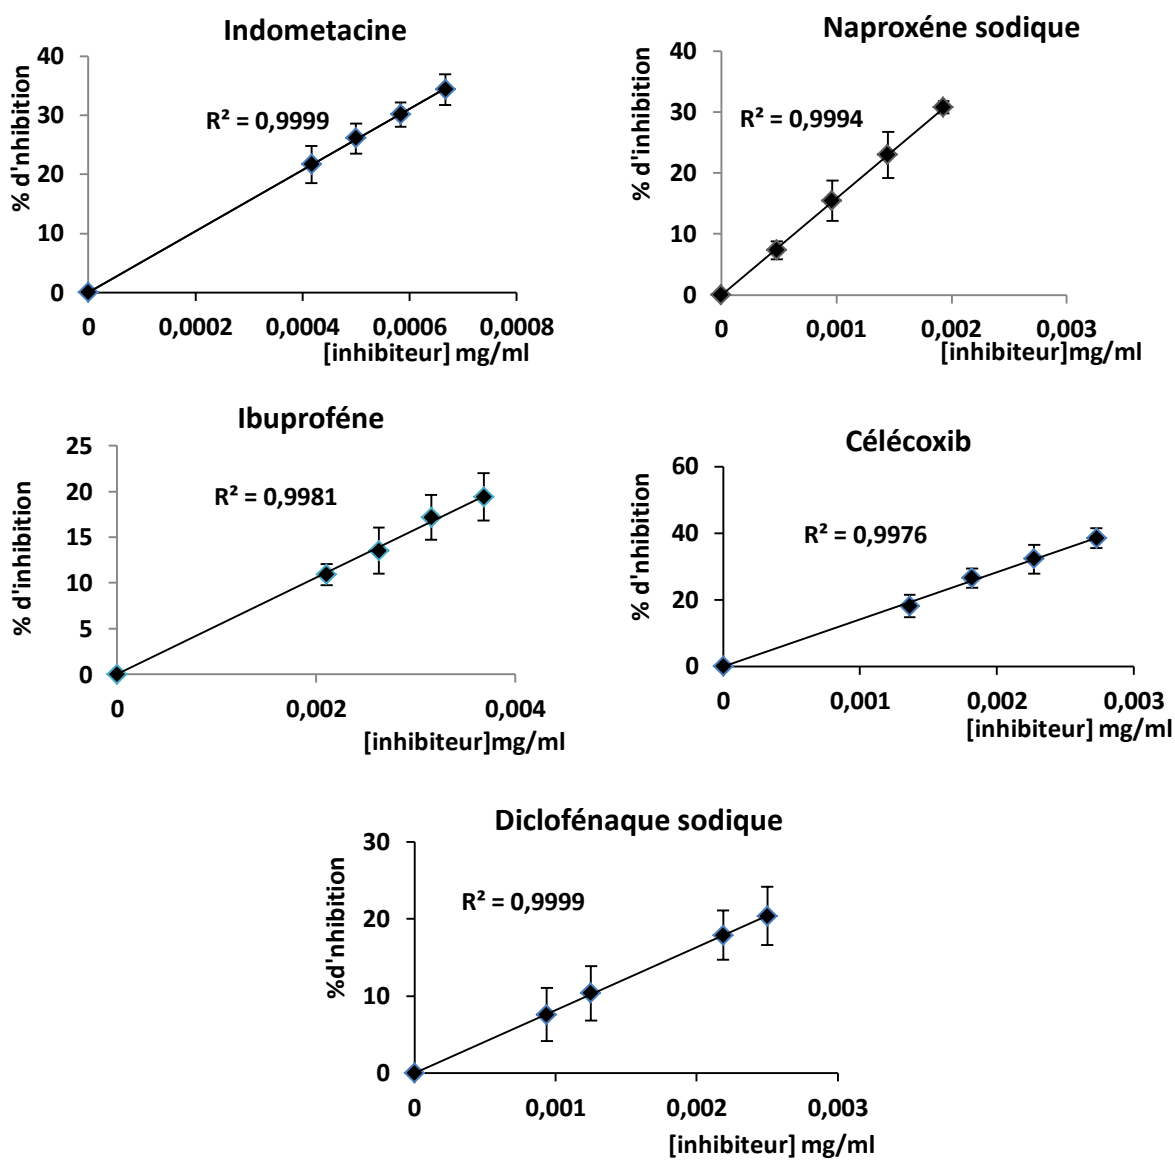 Indometacine
% d'nhibition
40
30
20
10
0
R² = 0,9999
0 0,0002 0,0004 0,0006 0,0008
[inhibiteur] mg/ml
Naproxéne sodique
% d'inhibition
40
30
20
10
0
R² = 0,9994
0 0,001 0,002 0,003
[inhibiteur]mg/ml
Ibuproféne
% d'inhibition
25
20
15
10
5
0
R² = 0,9981
0 0,002 0,004
[inhibiteur]mg/ml
Célécoxib
% d'nhibition
60
40
20
0
R² = 0,9976
0 0,001 0,002 0,003
[inhibiteur] mg/ml
Diclofénaque sodique
%d'nhibition
30
20
10
0
R² = 0,9999
0 0,001 0,002 0,003
[inhibiteur] mg/ml